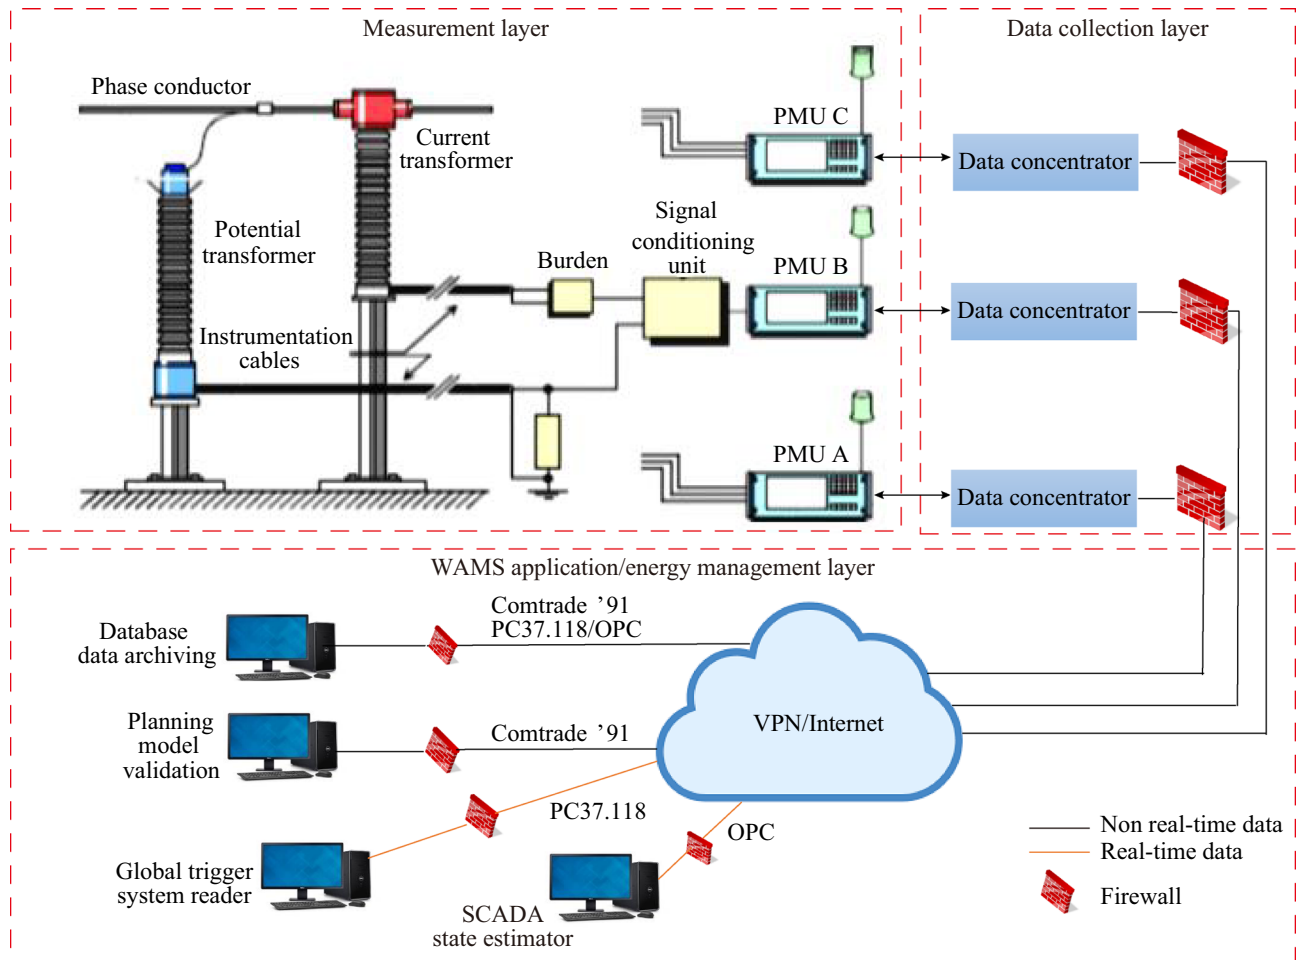 Measurement layer
Data collection layer
Phase conductor
PMU C
Current
transformer
Data concentrator
Potential
transformer
Signal
conditioning
unit
Burden
PMU B
Data concentrator
Instrumentation
cables
PMU A
Data concentrator
WAMS application/energy management layer
Database
data archiving
Comtrade ’91
PC37.118/OPC
Planning
model
validation
Comtrade ’91
VPN/Internet
PC37.118
OPC
Global trigger
system reader
SCADA
state estimator
Non real-time data
Real-time data
Firewall